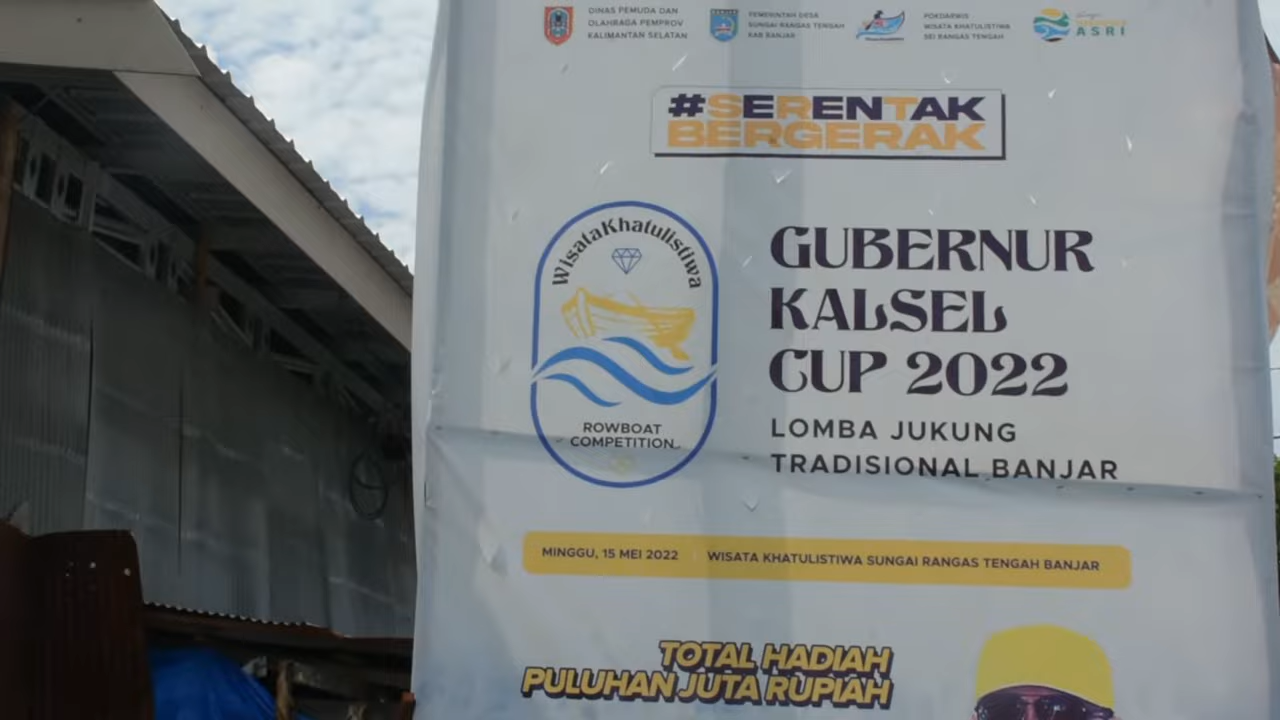 DINAS PEMUDA DAN
OLAHRAGA PEMPROV
KALIMANTAN SELATAN
BANJAR
PEMERINTAH DESA
SUNGAI RANGAS TENGAH
KAB BANJAR
POKDARWIS
WISATA KHATULISTIWA
SEI RANGAS TENGAH
ASRI
#SERENTAK
BERGERAK
WisataKhatulistiwa
ROWBOAT
COMPETITION
GUBERNUR
KALSEL
CUP 2022
LOMBA JUKUNG
TRADISIONAL BANJAR
MINGGU, 15 MEI 2022
WISATA KHATULISTIWA SUNGAI RANGAS TENGAH BANJAR
TOTAL HADIAH
PULUHAN JUTA RUPIAH